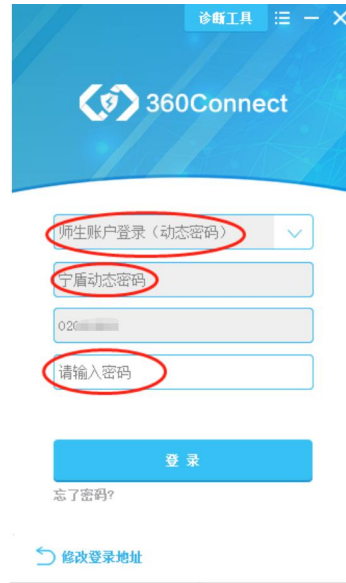 诊断工具
360Connect
师生账户登录（动态密码）
宁盾动态密码
020
请输入密码
登 录
忘了密码?
修改登录地址